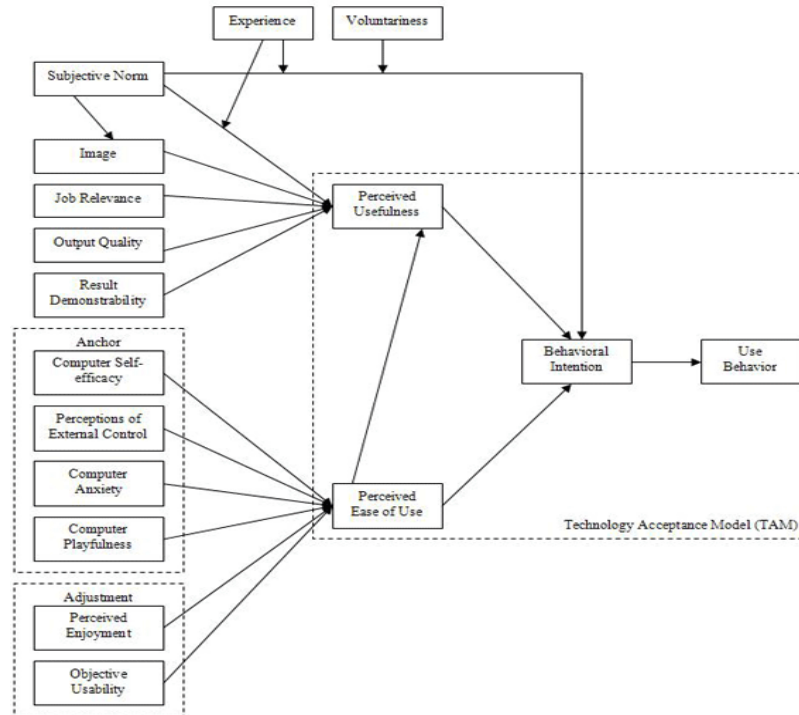 Experience
Voluntariness
Subjective Norm
Image
Job Relevance
Output Quality
Result
Demonstrability
Anchor
Computer Self-
efficacy
Perceptions of
External Control
Computer
Anxiety
Computer
Playfulness
Adjustment
Perceived
Enjoyment
Objective
Usability
Perceived
Usefulness
Perceived
Ease of Use
Behavioral
Intention
Use
Behavior
Technology Acceptance Model (TAM)